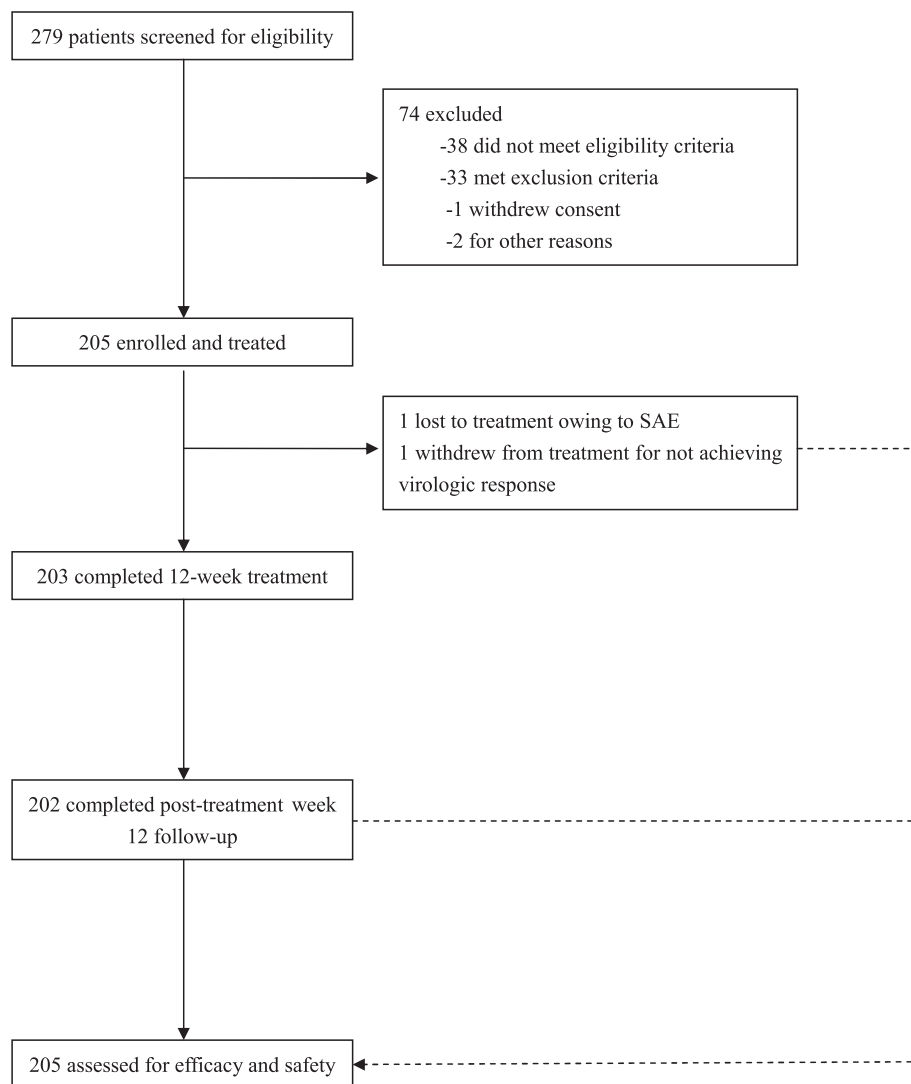 279 patients screened for eligibility
74 excluded
-38 did not meet eligibility criteria
-33 met exclusion criteria
-1 withdrew consent
-2 for other reasons
205 enrolled and treated
1 lost to treatment owing to SAE
1 withdrew from treatment for not achieving
virologic response
203 completed 12-week treatment
202 completed post-treatment week
12 follow-up
205 assessed for efficacy and safety